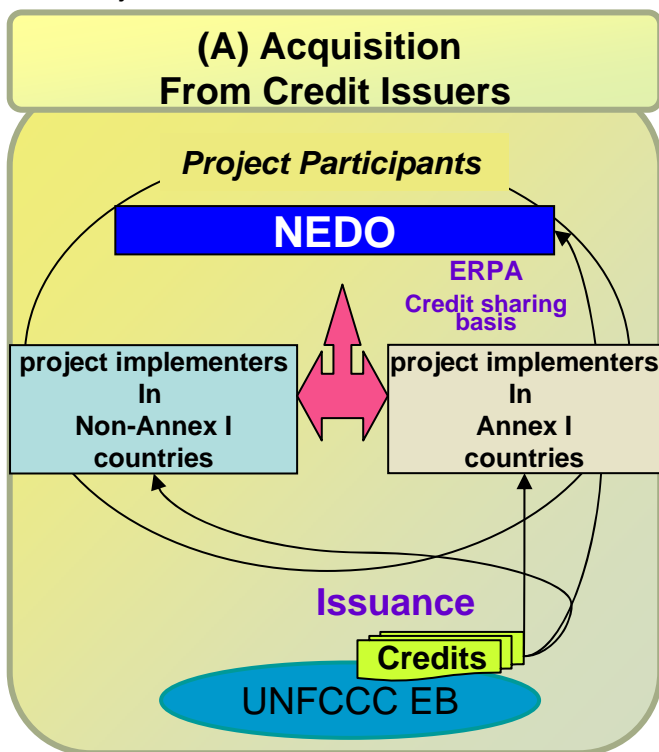 (A) Acquisition
From Credit Issuers
Project Participants
NEDO
ERPA
Credit sharing
basis
project implementers
In
Non-Annex I
countries
project implementers
In
Annex I
countries
Issuance
Credits
UNFCCC EB